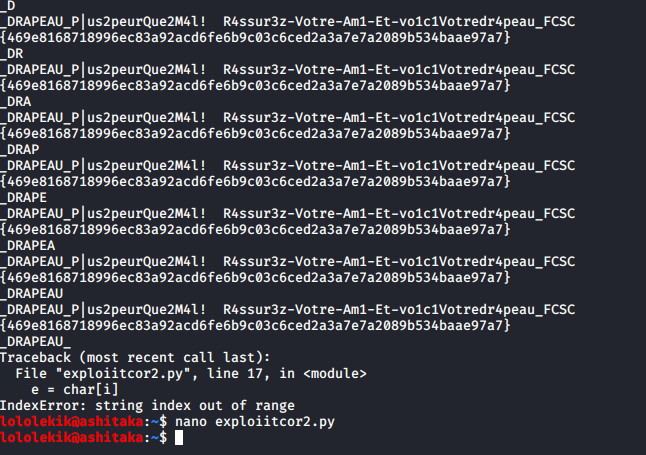 _D
_DRAPEAU_P|us2peurQue2M4l!  R4ssur3z-Votre-Am1-Et-vo1c1Votredr4peau_FCSC
{469e8168718996ec83a92acd6fe6b9c03c6ced2a3a7e7a2089b534baae97a7}
_DR
_DRAPEAU_P|us2peurQue2M4l!  R4ssur3z-Votre-Am1-Et-vo1c1Votredr4peau_FCSC
{469e8168718996ec83a92acd6fe6b9c03c6ced2a3a7e7a2089b534baae97a7}
_DRA
_DRAPEAU_P|us2peurQue2M4l!  R4ssur3z-Votre-Am1-Et-vo1c1Votredr4peau_FCSC
{469e8168718996ec83a92acd6fe6b9c03c6ced2a3a7e7a2089b534baae97a7}
_DRAP
_DRAPEAU_P|us2peurQue2M4l!  R4ssur3z-Votre-Am1-Et-vo1c1Votredr4peau_FCSC
{469e8168718996ec83a92acd6fe6b9c03c6ced2a3a7e7a2089b534baae97a7}
_DRAPE
_DRAPEAU_P|us2peurQue2M4l!  R4ssur3z-Votre-Am1-Et-vo1c1Votredr4peau_FCSC
{469e8168718996ec83a92acd6fe6b9c03c6ced2a3a7e7a2089b534baae97a7}
_DRAPEA
_DRAPEAU_P|us2peurQue2M4l!  R4ssur3z-Votre-Am1-Et-vo1c1Votredr4peau_FCSC
{469e8168718996ec83a92acd6fe6b9c03c6ced2a3a7e7a2089b534baae97a7}
_DRAPEAU
_DRAPEAU_P|us2peurQue2M4l!  R4ssur3z-Votre-Am1-Et-vo1c1Votredr4peau_FCSC
{469e8168718996ec83a92acd6fe6b9c03c6ced2a3a7e7a2089b534baae97a7}
_DRAPEAU_
Traceback (most recent call last):
  File "exploiitcor2.py", line 17, in <module>
    e = char[i]
IndexError: string index out of range
lololekik@ashitaka:~$ nano exploiitcor2.py
lololekik@ashitaka:~$